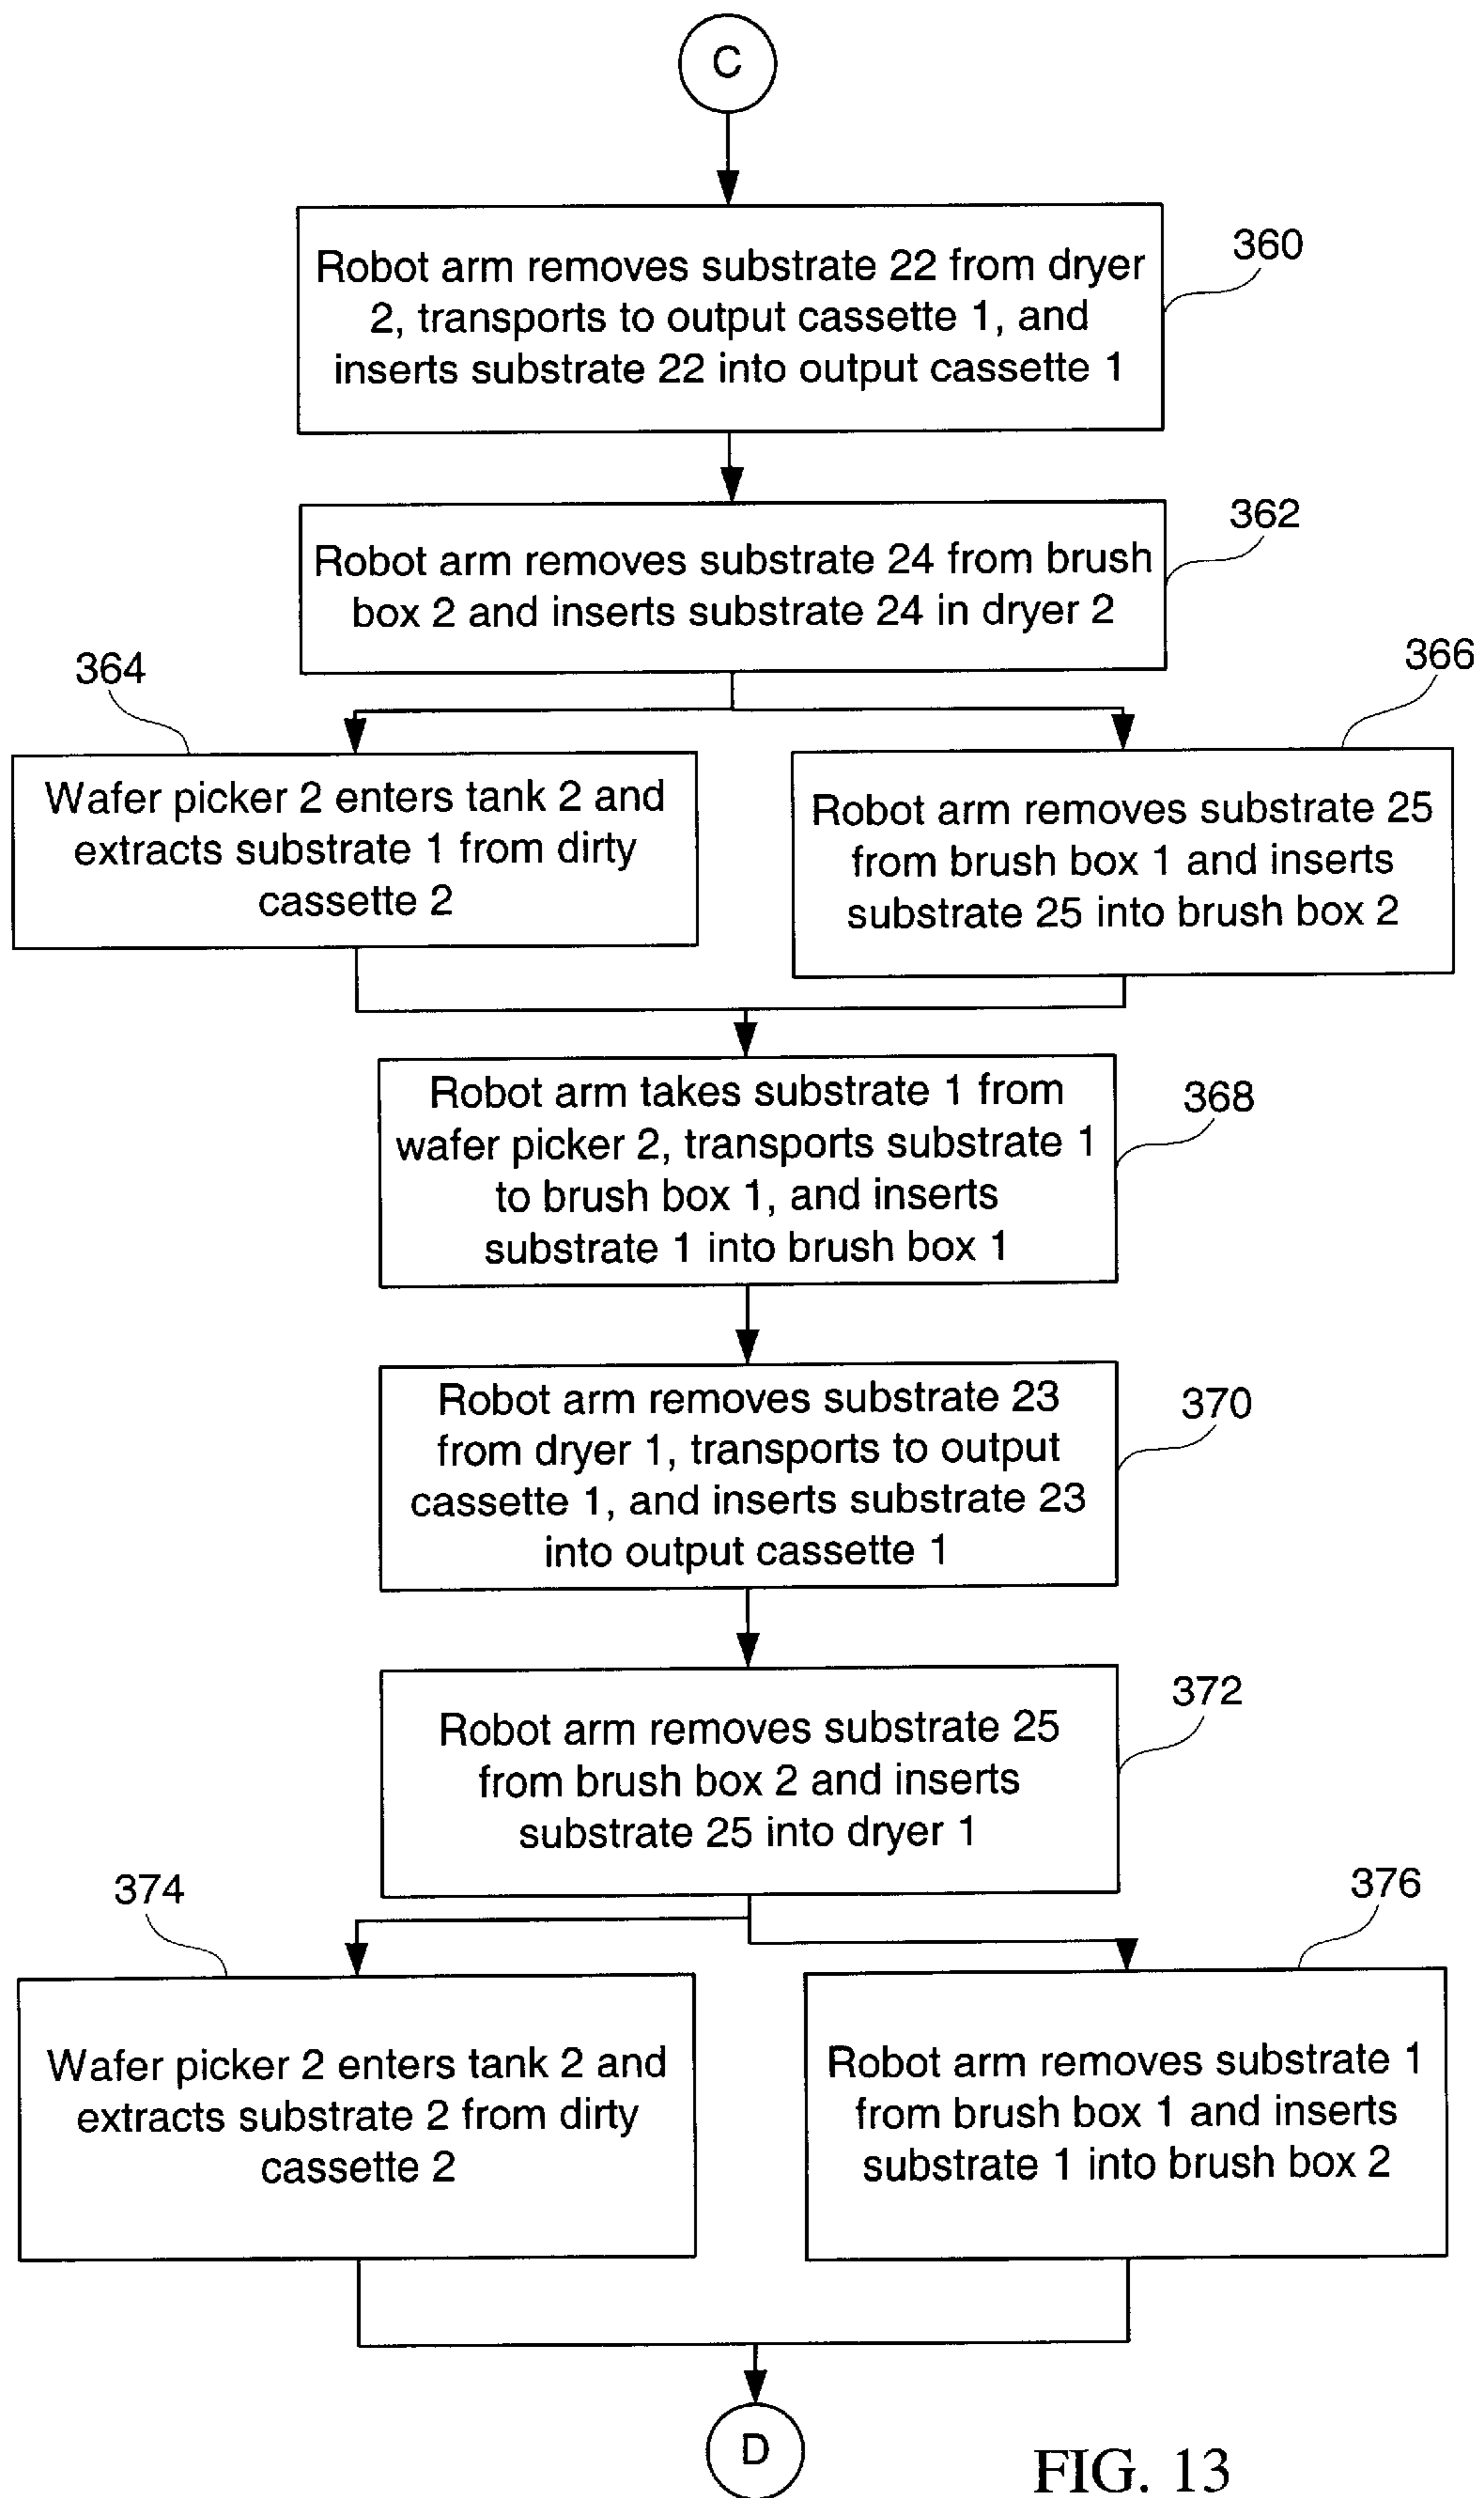 C
Robot arm removes substrate 22 from dryer
2, transports to output cassette 1, and
inserts substrate 22 into output cassette 1
360
Robot arm removes substrate 24 from brush
box 2 and inserts substrate 24 in dryer 2
362
364
Wafer picker 2 enters tank 2 and
extracts substrate 1 from dirty
cassette 2
366
Robot arm removes substrate 25
from brush box 1 and inserts
substrate 25 into brush box 2
Robot arm takes substrate 1 from
wafer picker 2, transports substrate 1
to brush box 1, and inserts
substrate 1 into brush box 1
368
Robot arm removes substrate 23
from dryer 1, transports to output
cassette 1, and inserts substrate 23
into output cassette 1
370
Robot arm removes substrate 25
from brush box 2 and inserts
substrate 25 into dryer 1
372
374
Wafer picker 2 enters tank 2 and
extracts substrate 2 from dirty
cassette 2
376
Robot arm removes substrate 1
from brush box 1 and inserts
substrate 1 into brush box 2
D
FIG. 13